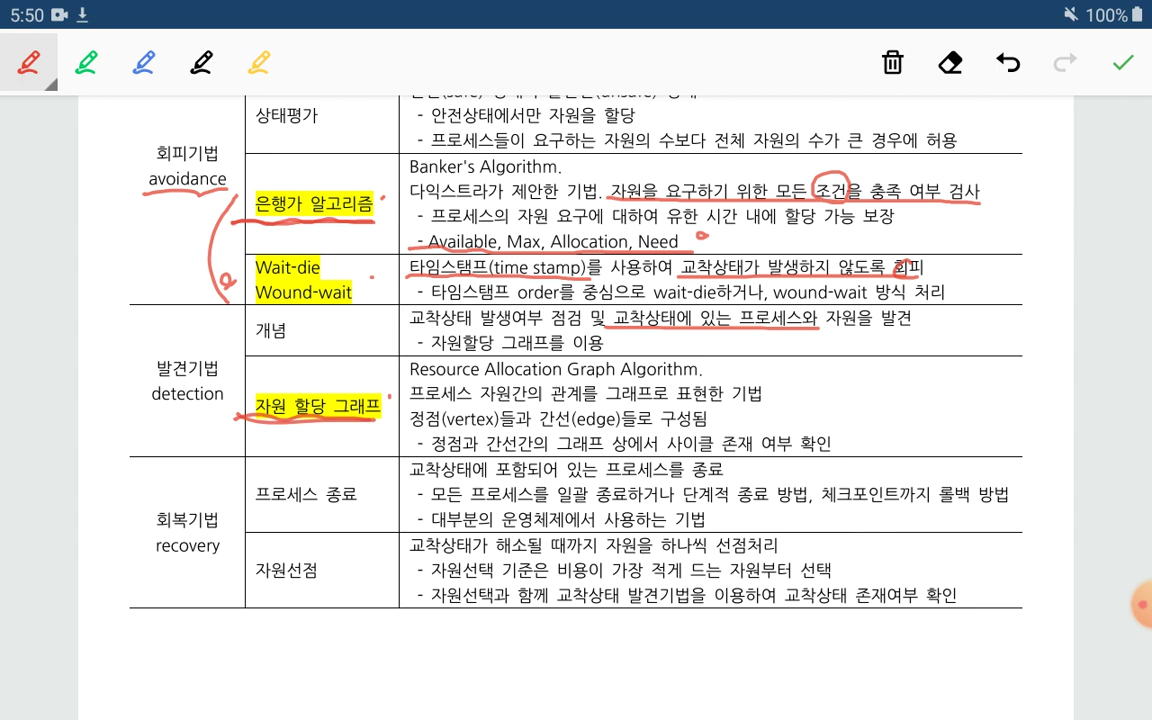 5:50
100%
상태평가
- 안전상태에서만 자원을 할당
- 프로세스들이 요구하는 자원의 수보다 전체 자원의 수가 큰 경우에 허용
회피기법
avoidance
은행가 알고리즘
Banker's Algorithm.
다익스트라가 제안한 기법. 자원을 요구하기 위한 모든 조건을 충족 여부 검사
- 프로세스의 자원 요구에 대하여 유한 시간 내에 할당 가능 보장
- Available, Max, Allocation, Need
Wait-die
Wound-wait
타임스탬프(time stamp)를 사용하여 교착상태가 발생하지 않도록 회피
- 타임스탬프 order를 중심으로 wait-die하거나, wound-wait 방식 처리
발견기법
detection
개념
교착상태 발생여부 점검 및 교착상태에 있는 프로세스와 자원을 발견
- 자원할당 그래프를 이용
자원 할당 그래프
Resource Allocation Graph Algorithm.
프로세스 자원간의 관계를 그래프로 표현한 기법
정점(vertex)들과 간선(edge)들로 구성됨
- 정점과 간선간의 그래프 상에서 사이클 존재 여부 확인
회복기법
recovery
프로세스 종료
교착상태에 포함되어 있는 프로세스를 종료
- 모든 프로세스를 일괄 종료하거나 단계적 종료 방법, 체크포인트까지 롤백 방법
- 대부분의 운영체제에서 사용하는 기법
자원선점
교착상태가 해소될 때까지 자원을 하나씩 선점처리
- 자원선택 기준은 비용이 가장 적게 드는 자원부터 선택
- 자원선택과 함께 교착상태 발견기법을 이용하여 교착상태 존재여부 확인